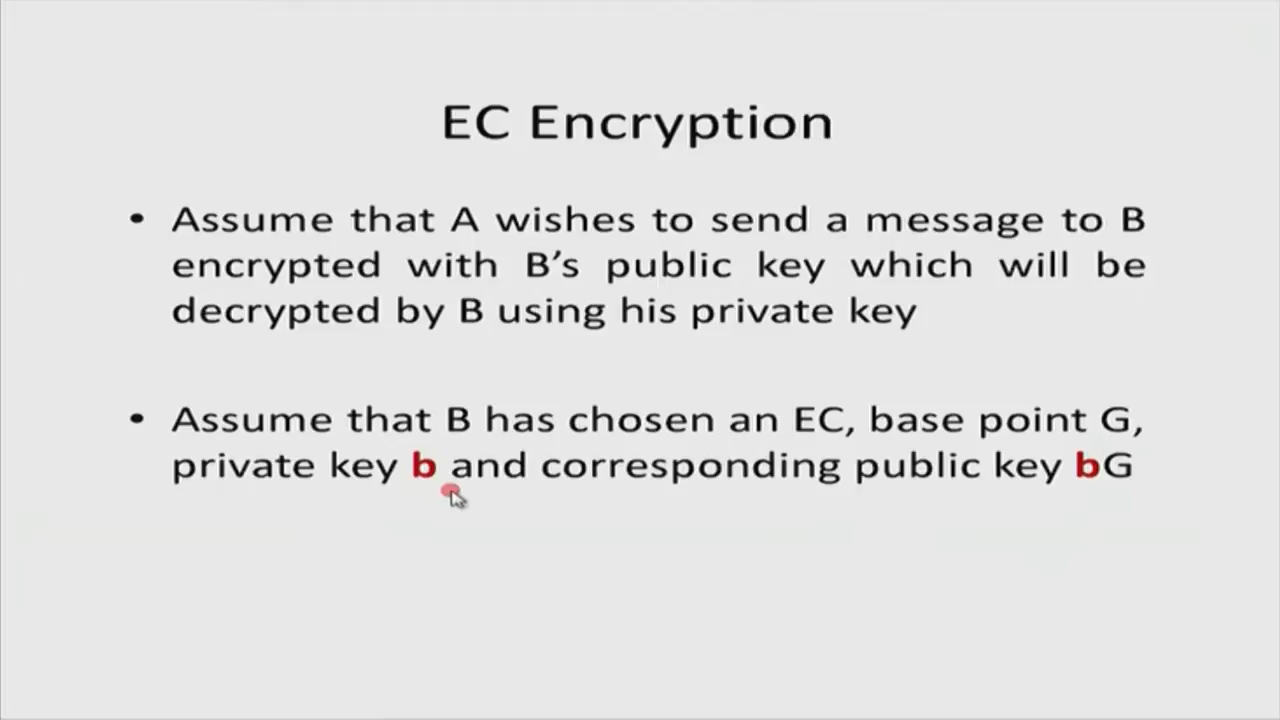 EC Encryption
• Assume that A wishes to send a message to B
encrypted with B’s public key which will be
decrypted by B using his private key
• Assume that B has chosen an EC, base point G,
private key b and corresponding public key bG